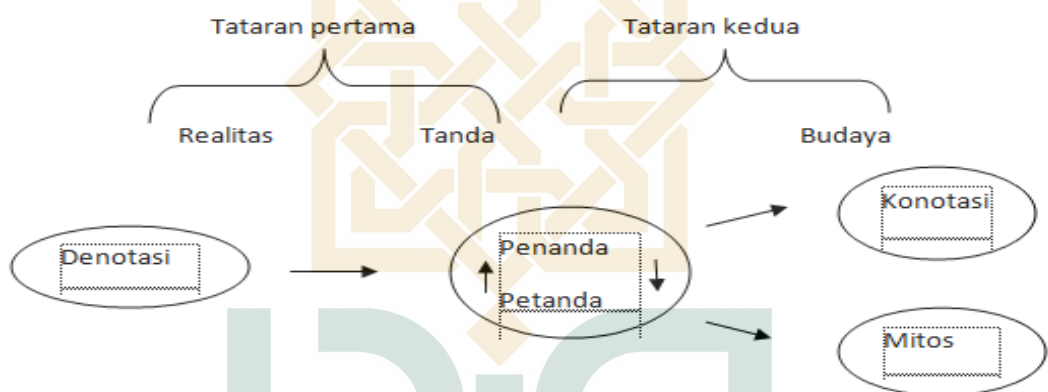 Tataran pertama
Tataran kedua
Realitas
Tanda
Budaya
Konotasi
Denotasi
Penanda
Petanda
Mitos